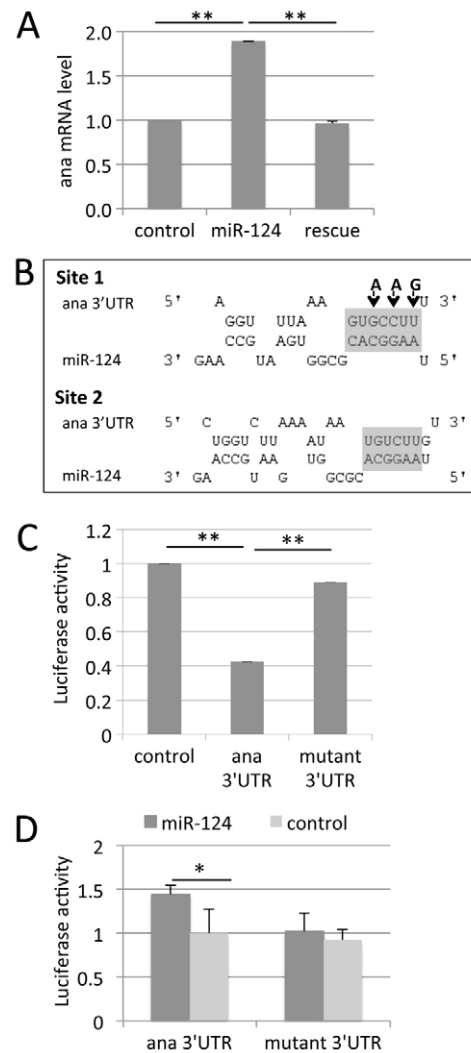 A
** **
ana mRNA level
2.0
1.5
1.0
0.5
0.0
control miR-124 rescue
B
Site 1
A A G
ana 3'UTR 5' A AA U 3'
GGU UUA GUGCCUU
CCG AGU CACGGAA
miR-124 3' GAA UA GGCG U 5'
Site 2
ana 3'UTR 5' C C AAA AA U 3'
UGGU UU AU UGUCUUG
ACCG AA UG ACGGAAU
miR-124 3' GA U G GCGC 5'
C
** **
Luciferase activity
1.2
1
0.8
0.6
0.4
0.2
0
control ana 3'UTR mutant 3'UTR
D
miR-124 control
*
Luciferase activity
2
1.5
1
0.5
0
ana 3'UTR mutant 3'UTR